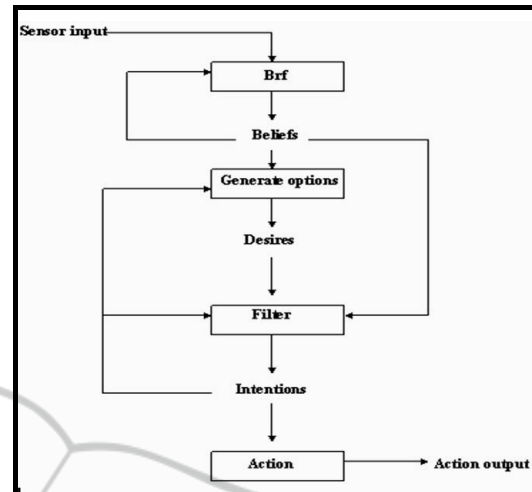 Sensor input
Brf
Beliefs
Generate options
Desires
Filter
Intentions
Action
Action output